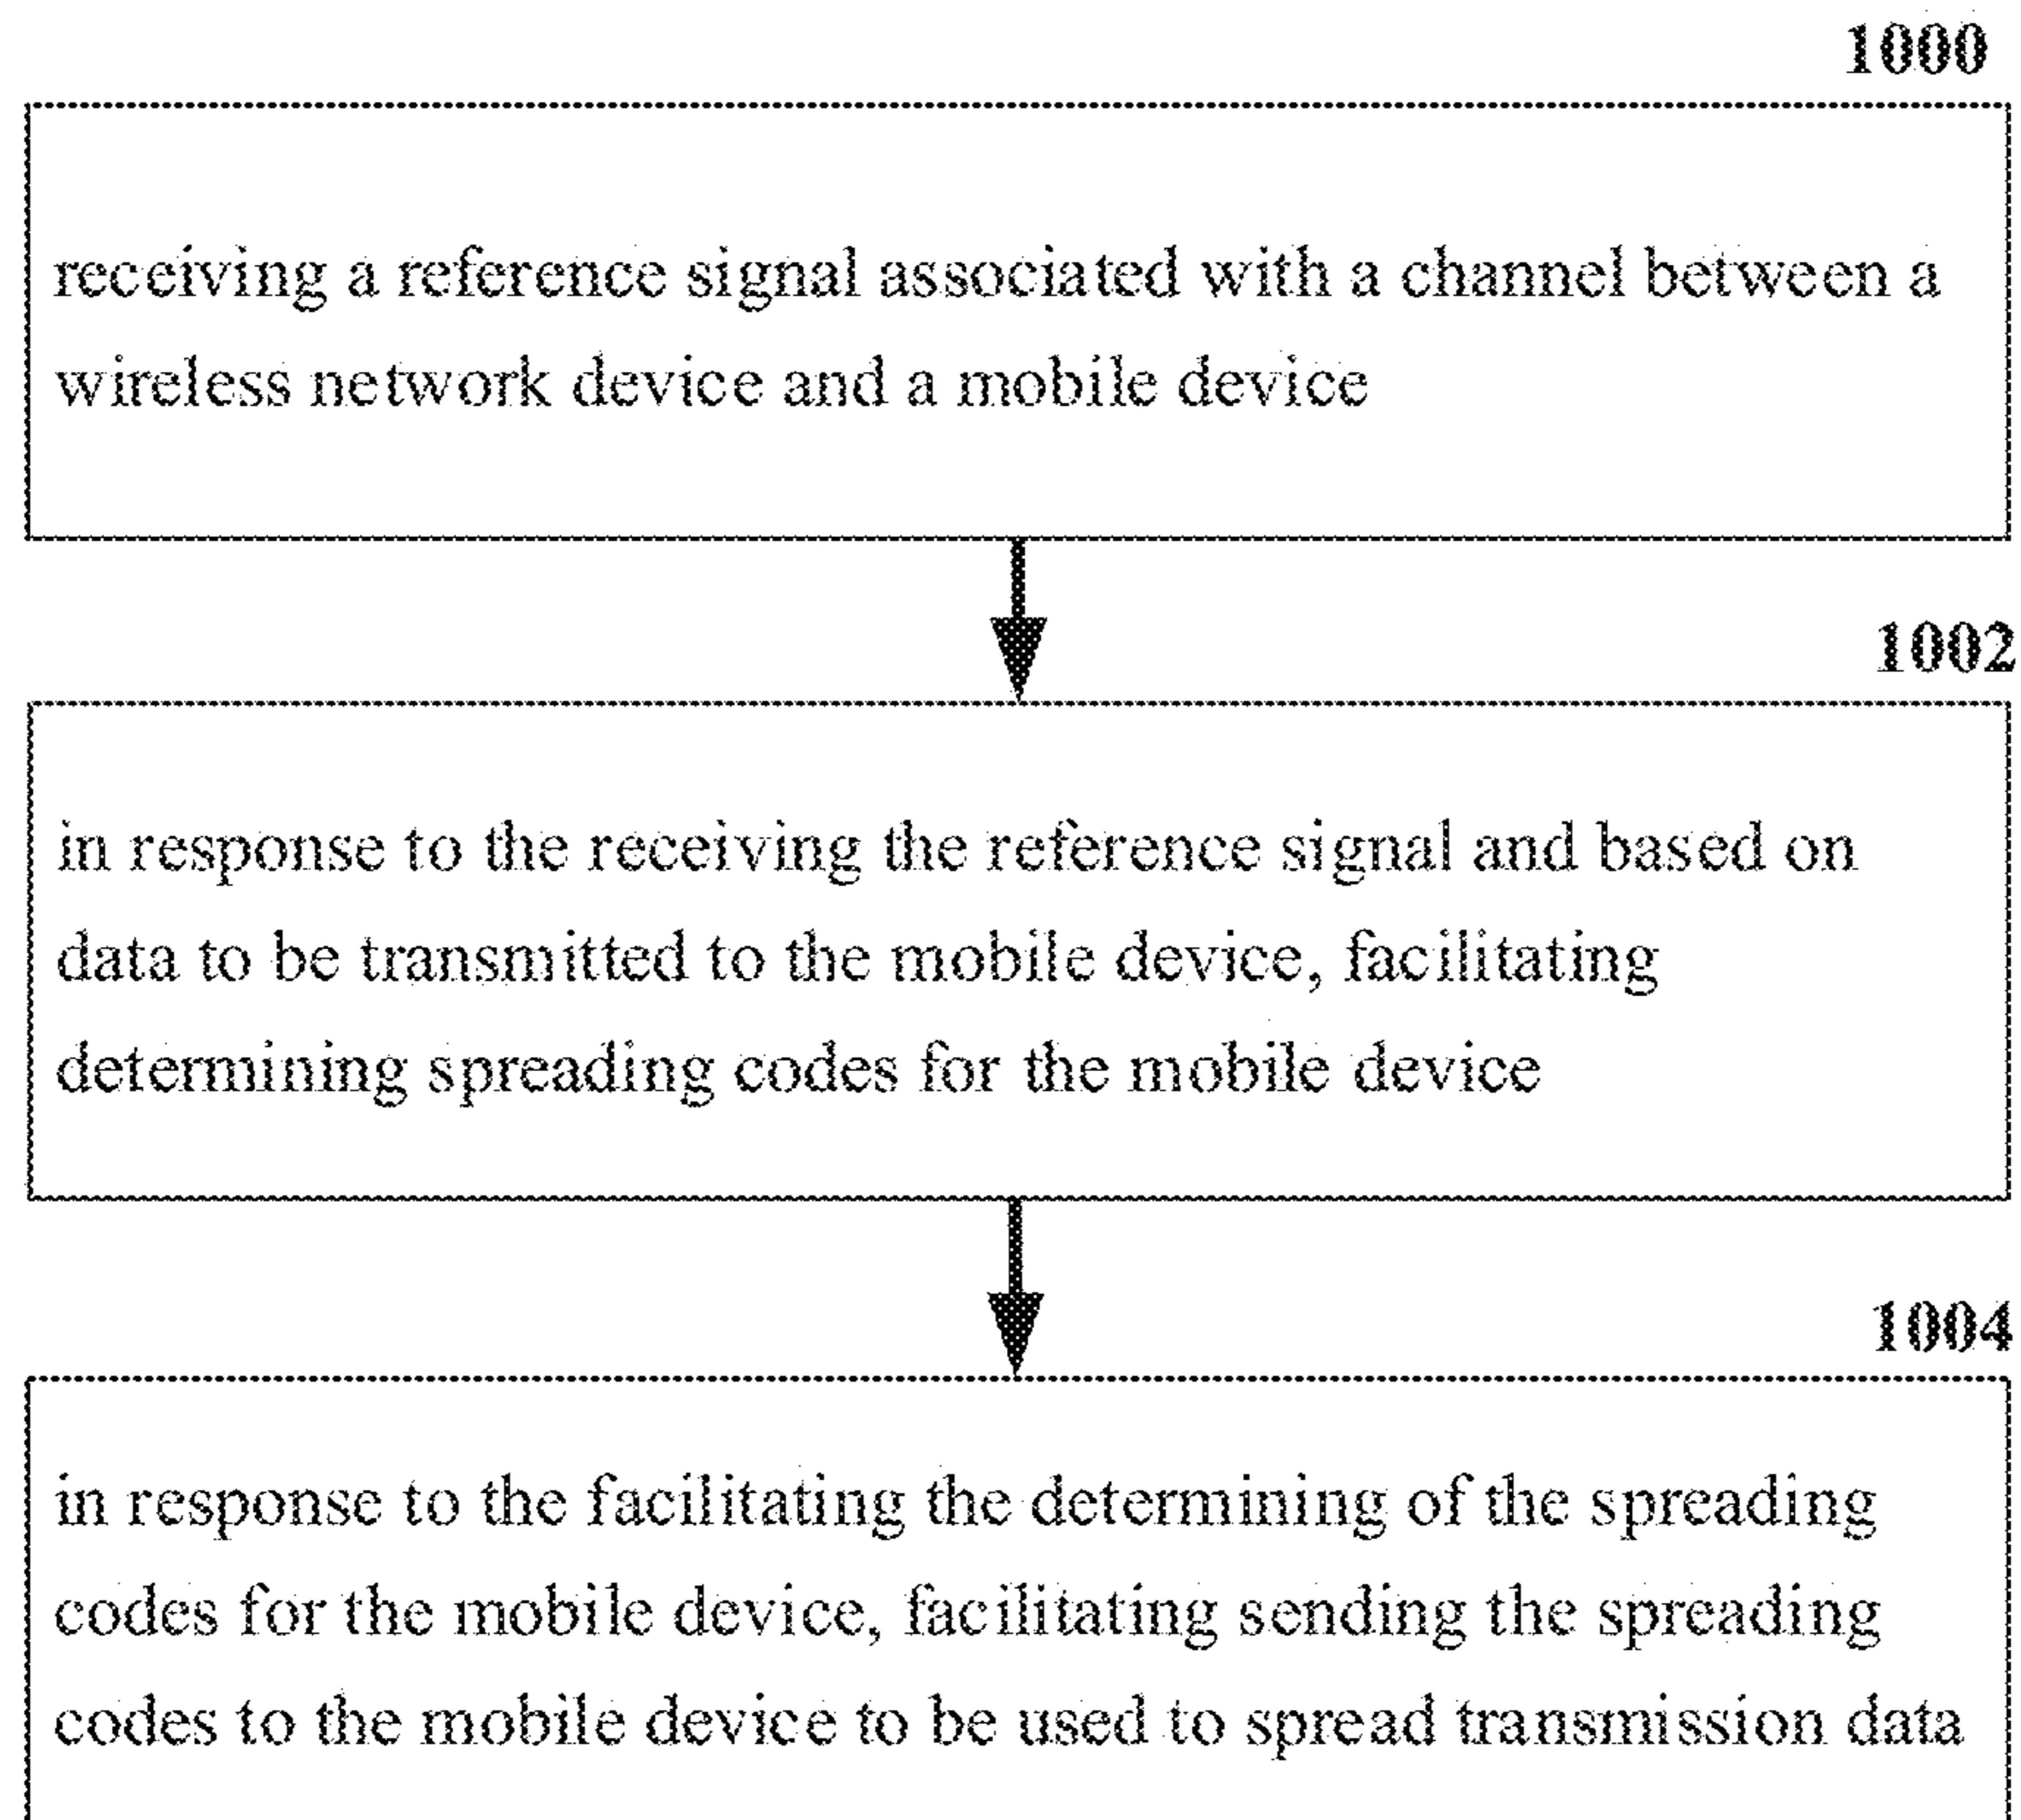 1000
receiving a reference signal associated with a channel between a
wireless network device and a mobile device
1002
in response to the receiving the reference signal and based on
data to be transmitted to the mobile device, facilitating
determining spreading codes for the mobile device
1004
in response to the facilitating the determining of the spreading
codes for the mobile device, facilitating sending the spreading
codes to the mobile device to be used to spread transmission data